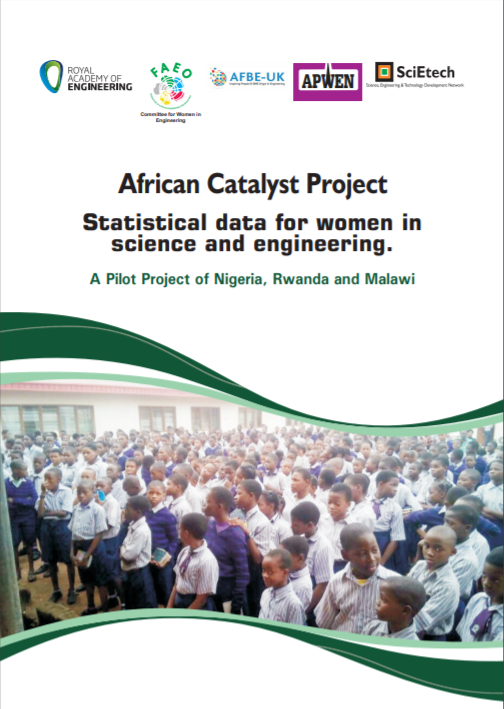 ROYAL
ACADEMY OF
ENGINEERING
FAEO
Committee for Women in
Engineering
AFBE-UK
APWEN
SciEtech
Science, Engineering & Technology Development Network
African Catalyst Project
Statistical data for women in
science and engineering.
A Pilot Project of Nigeria, Rwanda and Malawi